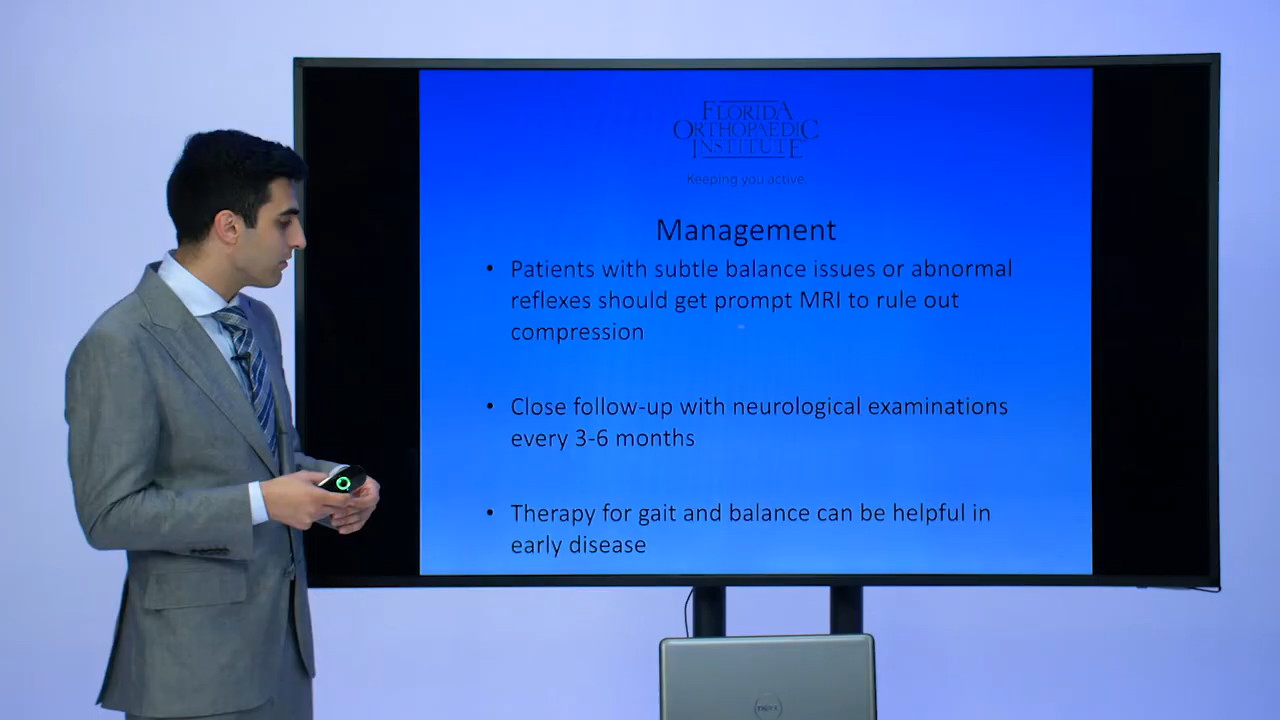 FLORIDA
ORTHOPAEDIC
INSTITUTE
Keeping you active.
Management
• Patients with subtle balance issues or abnormal
reflexes should get prompt MRI to rule out
compression
• Close follow-up with neurological examinations
every 3-6 months
• Therapy for gait and balance can be helpful in
early disease
DELL